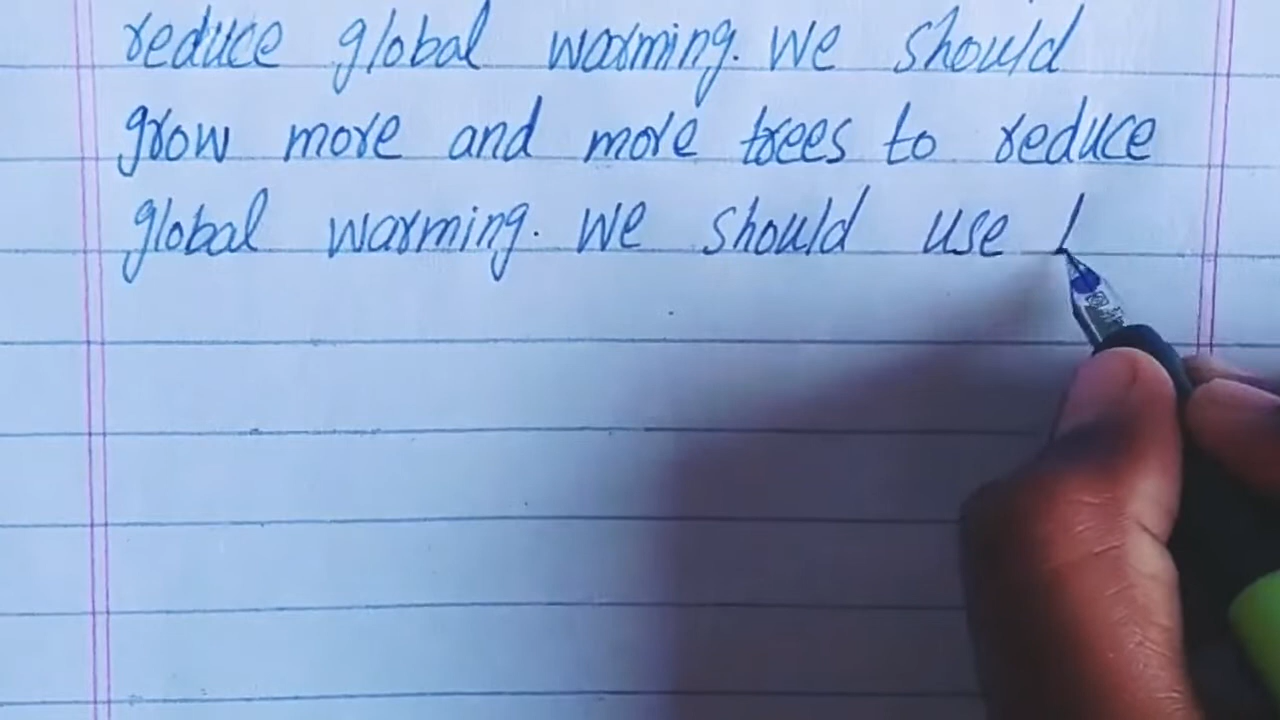 reduce global warming. We should
grow more and more trees to reduce
global warming. We should use